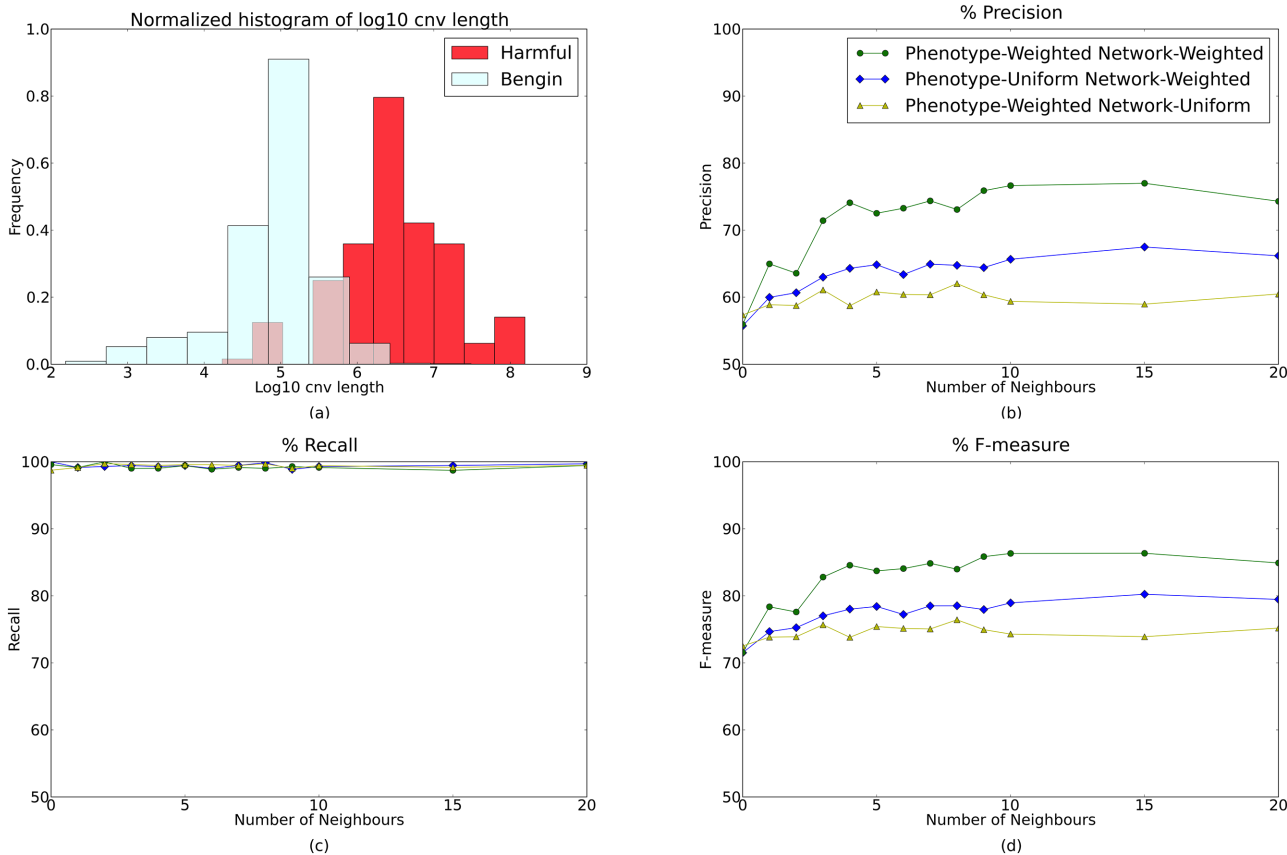 Normalized histogram of log10 cnv length
1.0
0.8
0.6
0.4
0.2
0.0
Frequency
Harmful
Bengin
2 3 4 5 6 7 8 9
Log10 cnv length
(a)
% Precision
100
90
80
70
60
50
Precision
Phenotype-Weighted Network-Weighted
Phenotype-Uniform Network-Weighted
Phenotype-Weighted Network-Uniform
0 5 10 15 20
Number of Neighbours
(b)
% Recall
100
90
80
70
60
50
Recall
0 5 10 15 20
Number of Neighbours
(c)
% F-measure
100
90
80
70
60
50
F-measure
0 5 10 15 20
Number of Neighbours
(d)